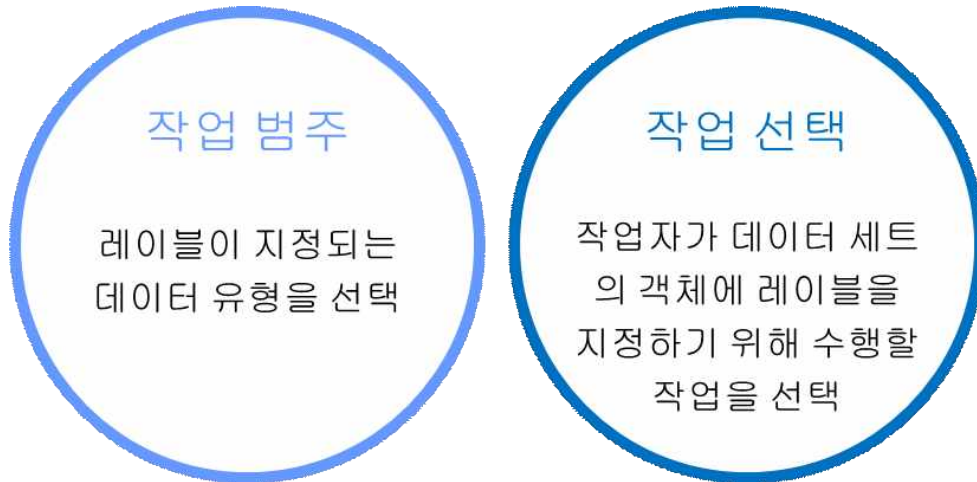 작업 범주
레이블이 지정되는
데이터 유형을 선택
작업 선택
작업자가 데이터 세트
의 객체에 레이블을
지정하기 위해 수행할
작업을 선택